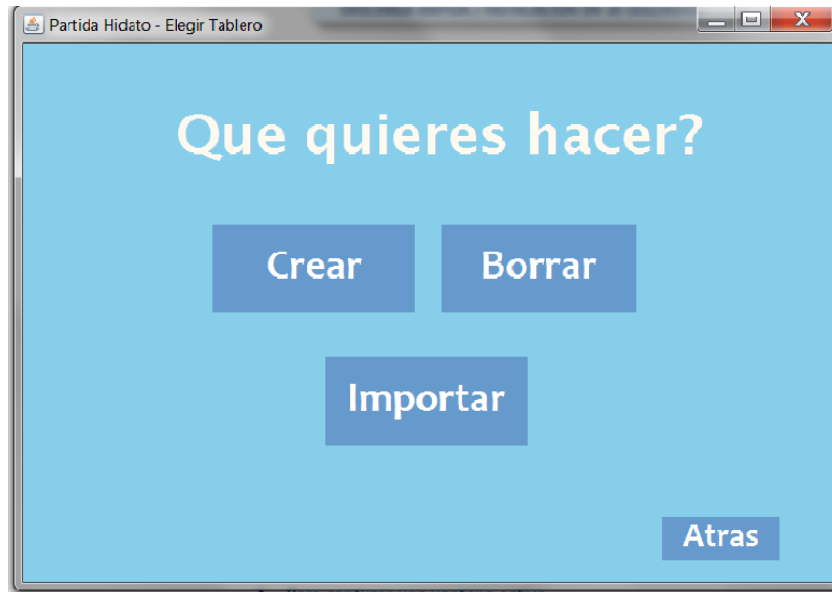 Partida Hidato - Elegir Tablero
Que quieres hacer?
Crear
Borrar
Importar
Atras